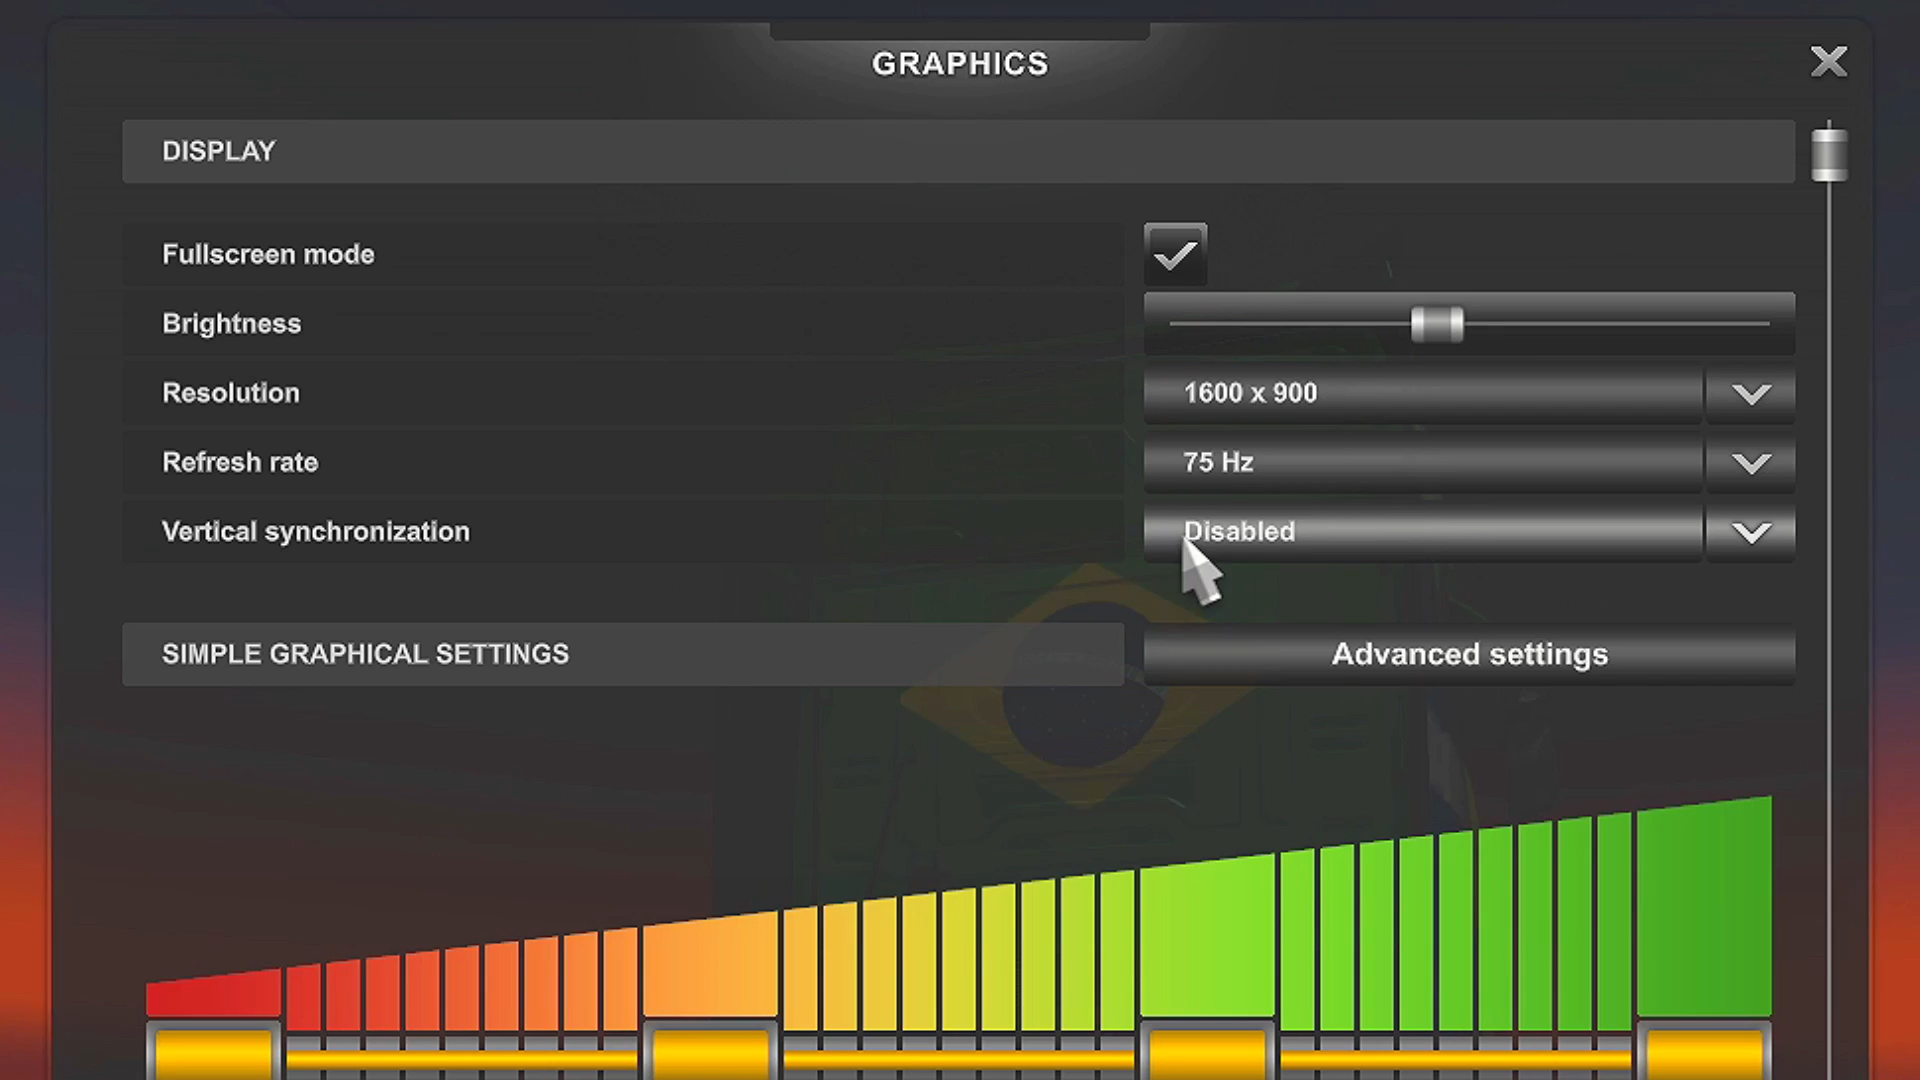 GRAPHICS
DISPLAY
Fullscreen mode
Brightness
Resolution
1600 x 900
Refresh rate
75 Hz
Vertical synchronization
Disabled
SIMPLE GRAPHICAL SETTINGS
Advanced settings